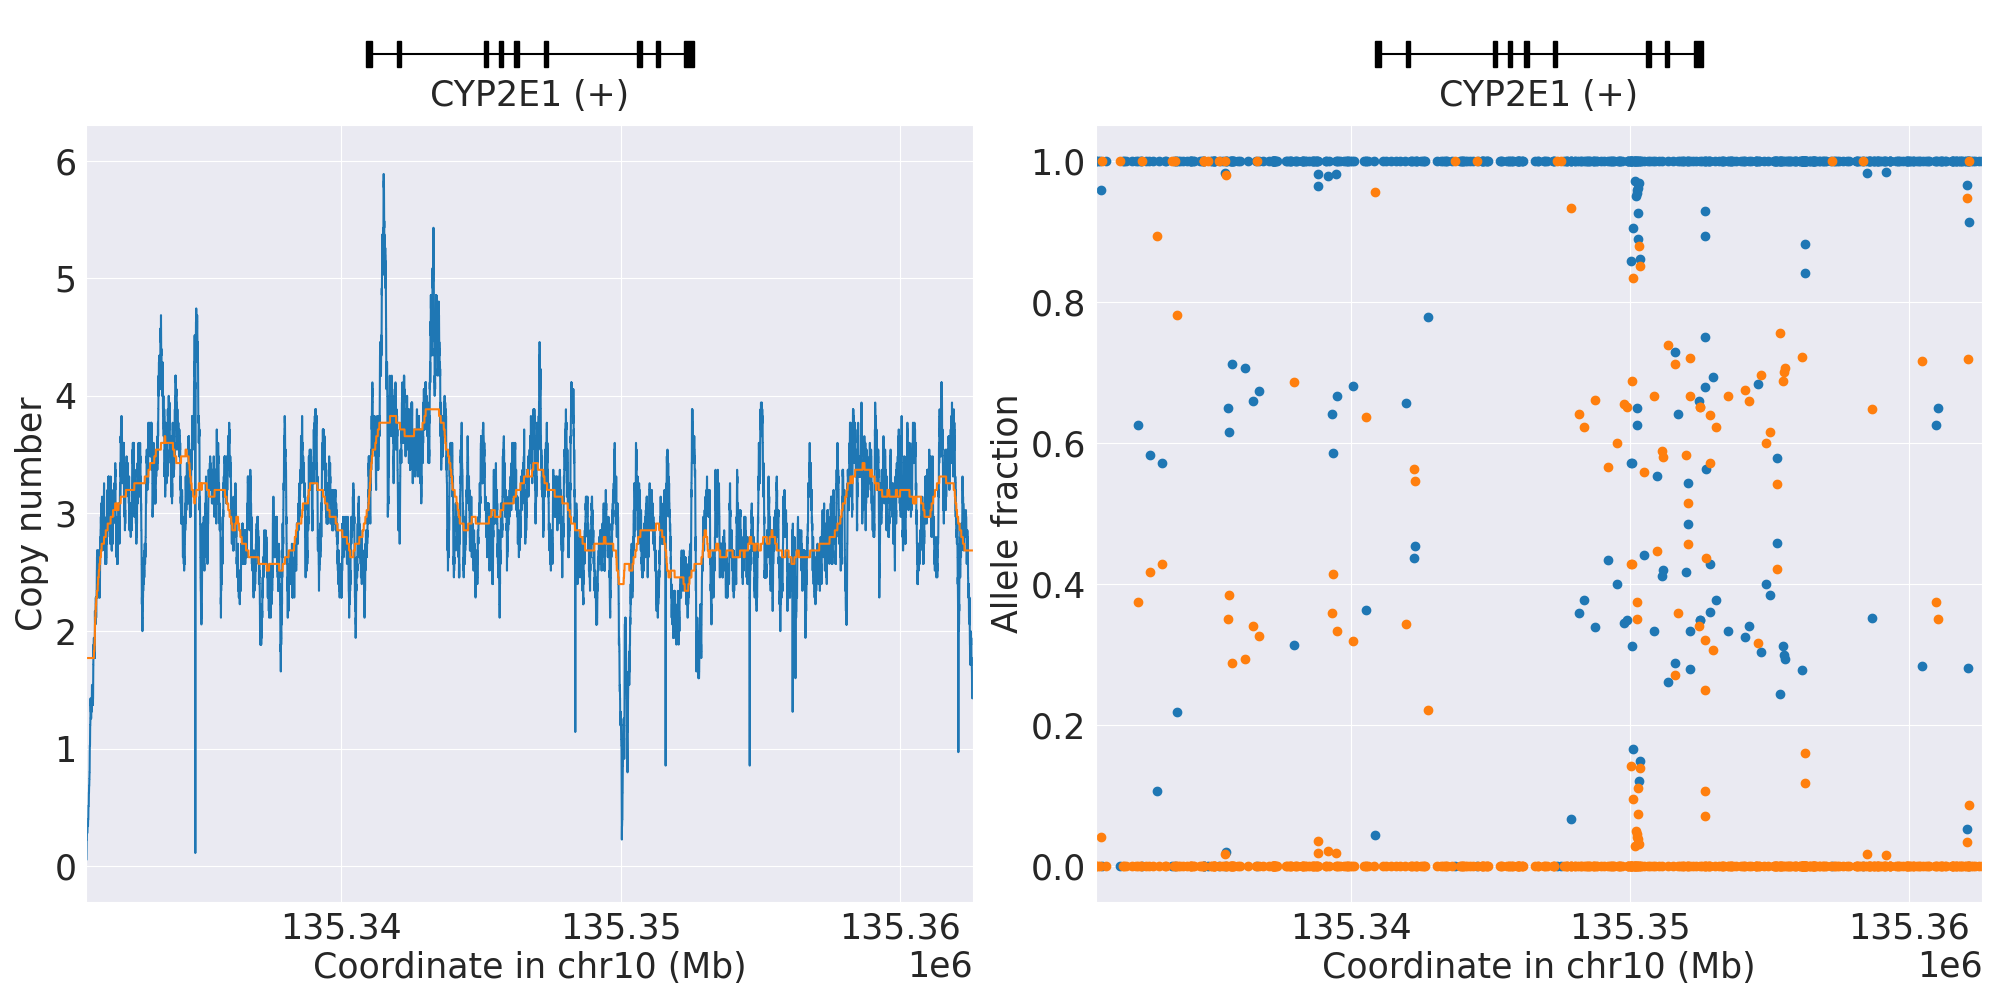 CYP2E1 (+)
6
5
4
3
2
1
0
Copy number
135.34 135.35 135.36
Coordinate in chr10 (Mb)
1e6
CYP2E1 (+)
1.0
0.8
0.6
0.4
0.2
0.0
Allele fraction
135.34 135.35 135.36
Coordinate in chr10 (Mb)
1e6